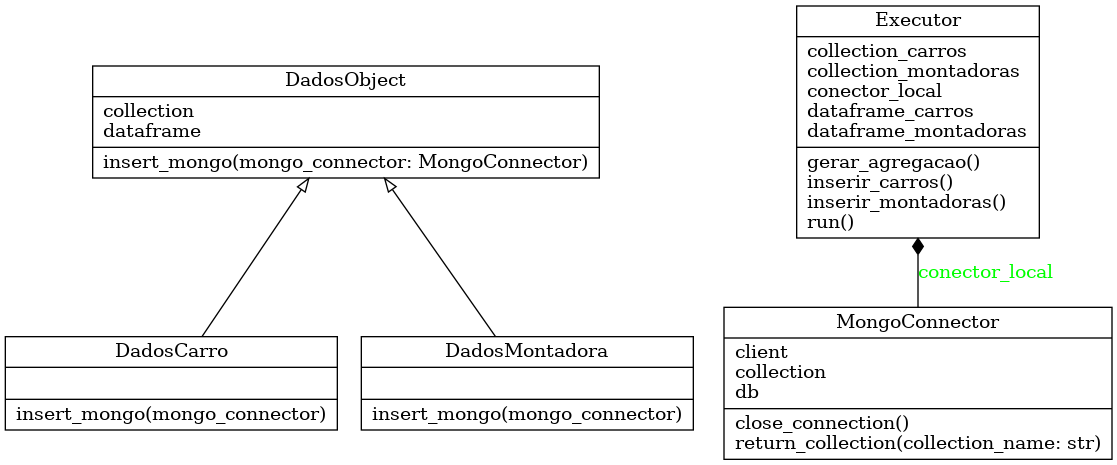 DadosObject
collection
dataframe
insert_mongo(mongo_connector: MongoConnector)
DadosCarro
insert_mongo(mongo_connector)
DadosMontadora
insert_mongo(mongo_connector)
Executor
collection_carros
collection_montadoras
conector_local
dataframe_carros
dataframe_montadoras
gerar_agregacao()
inserir_carros()
inserir_montadoras()
run()
conector_local
MongoConnector
client
collection
db
close_connection()
return_collection(collection_name: str)